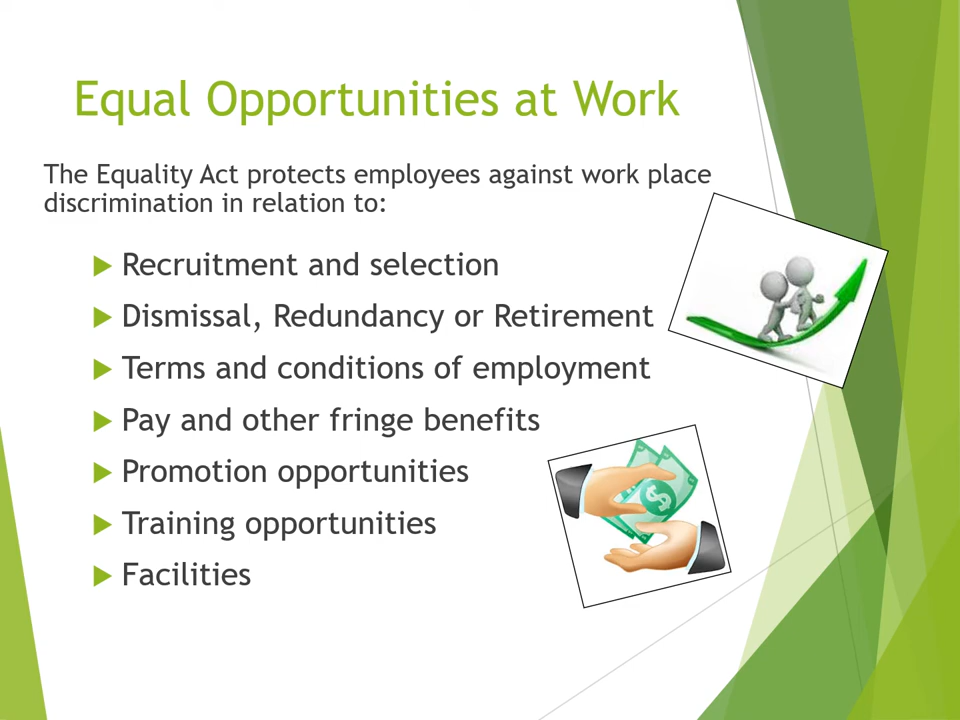 Equal Opportunities at Work
The Equality Act protects employees against work place
discrimination in relation to:
Recruitment and selection
Dismissal, Redundancy or Retirement
Terms and conditions of employment
Pay and other fringe benefits
Promotion opportunities
Training opportunities
Facilities
$